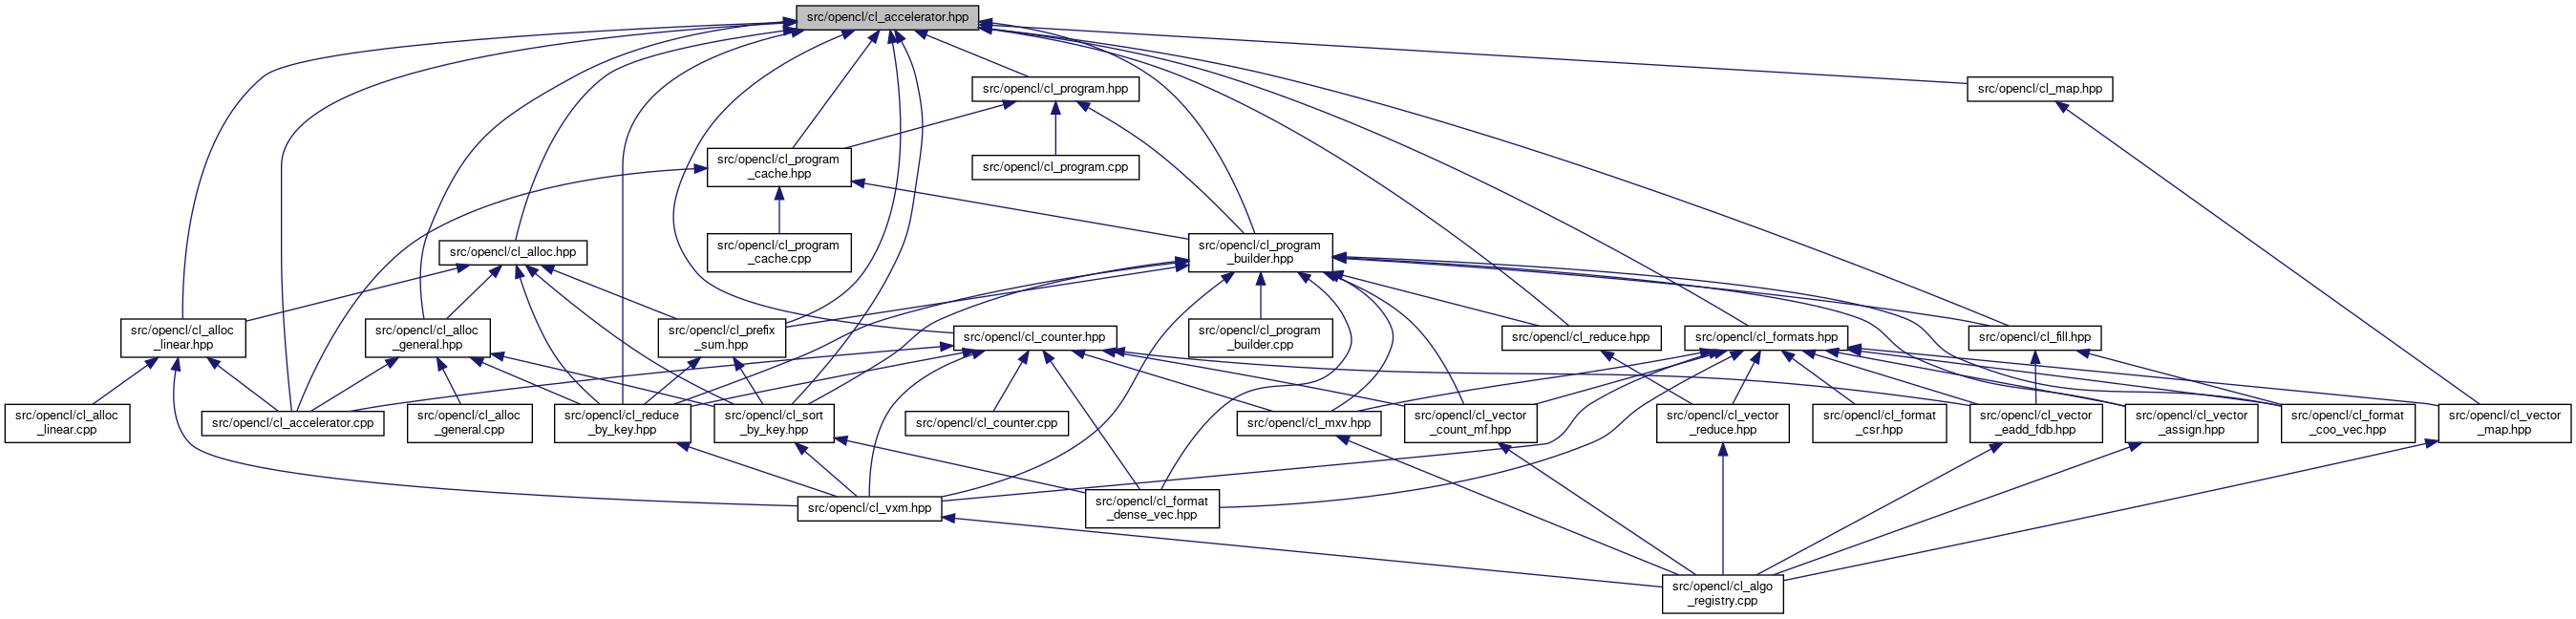 src/opencl/cl_accelerator.hpp
src/opencl/cl_program.hpp
src/opencl/cl_map.hpp
src/opencl/cl_program
_cache.hpp
src/opencl/cl_program.cpp
src/opencl/cl_alloc.hpp
src/opencl/cl_program
_cache.cpp
src/opencl/cl_program
_builder.hpp
src/opencl/cl_alloc
_linear.hpp
src/opencl/cl_alloc
_general.hpp
src/opencl/cl_prefix
_sum.hpp
src/opencl/cl_counter.hpp
src/opencl/cl_program
_builder.cpp
src/opencl/cl_reduce.hpp
src/opencl/cl_formats.hpp
src/opencl/cl_fill.hpp
src/opencl/cl_alloc
_linear.cpp
src/opencl/cl_accelerator.cpp
src/opencl/cl_alloc
_general.cpp
src/opencl/cl_reduce
_by_key.hpp
src/opencl/cl_sort
_by_key.hpp
src/opencl/cl_counter.cpp
src/opencl/cl_mxv.hpp
src/opencl/cl_vector
_count_mf.hpp
src/opencl/cl_vector
_reduce.hpp
src/opencl/cl_format
_csr.hpp
src/opencl/cl_vector
_eadd_fdb.hpp
src/opencl/cl_vector
_assign.hpp
src/opencl/cl_format
_coo_vec.hpp
src/opencl/cl_vector
_map.hpp
src/opencl/cl_vxm.hpp
src/opencl/cl_format
_dense_vec.hpp
src/opencl/cl_algo
_registry.cpp